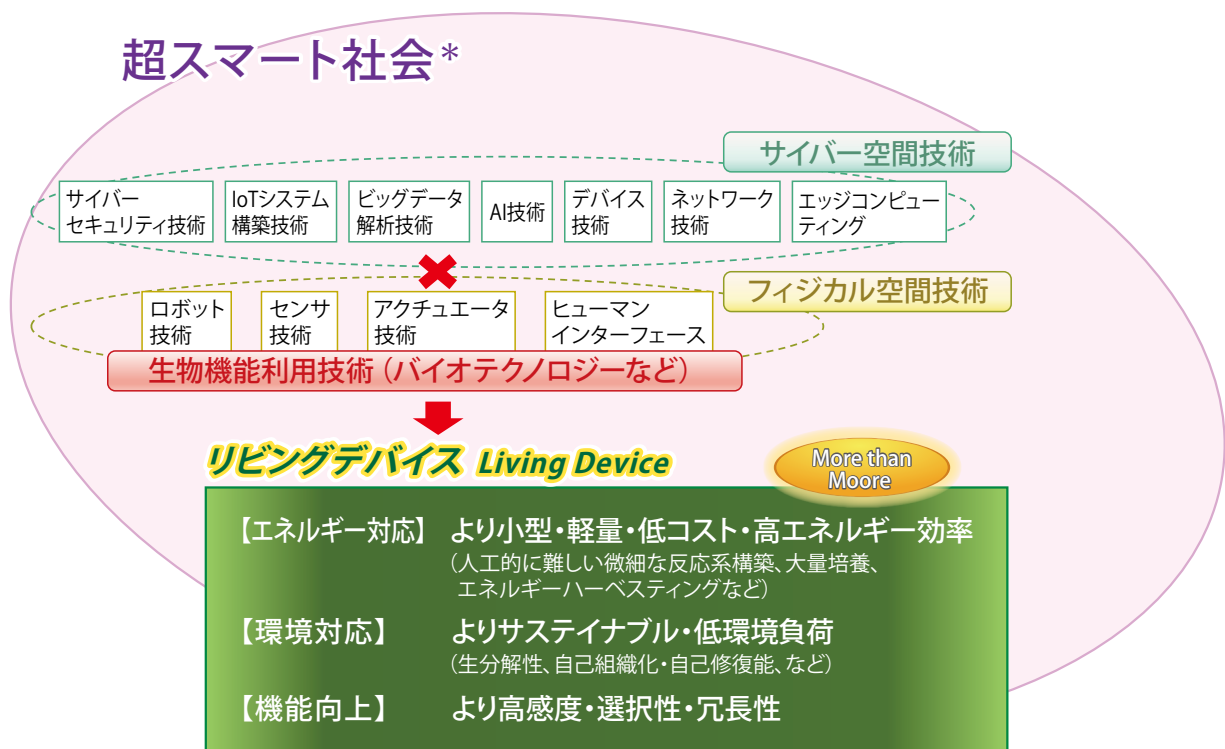 超スマート社会*
サイバー空間技術
サイバー
セキュリティ技術
IoTシステム
構築技術
ビッグデータ
解析技術
AI技術
デバイス
技術
ネットワーク
技術
エッジコンピュー
ティング
フィジカル空間技術
ロボット
技術
センサ
技術
アクチュエータ
技術
ヒューマン
インターフェース
生物機能利用技術（バイオテクノロジーなど）
リビングデバイス Living Device
More than
Moore
【エネルギー対応】 より小型・軽量・低コスト・高エネルギー効率
（人工的に難しい微細な反応系構築、大量培養、
エネルギーハーベスティングなど）
【環境対応】 よりサステイナブル・低環境負荷
（生分解性、自己組織化・自己修復能、など）
【機能向上】 より高感度・選択性・冗長性